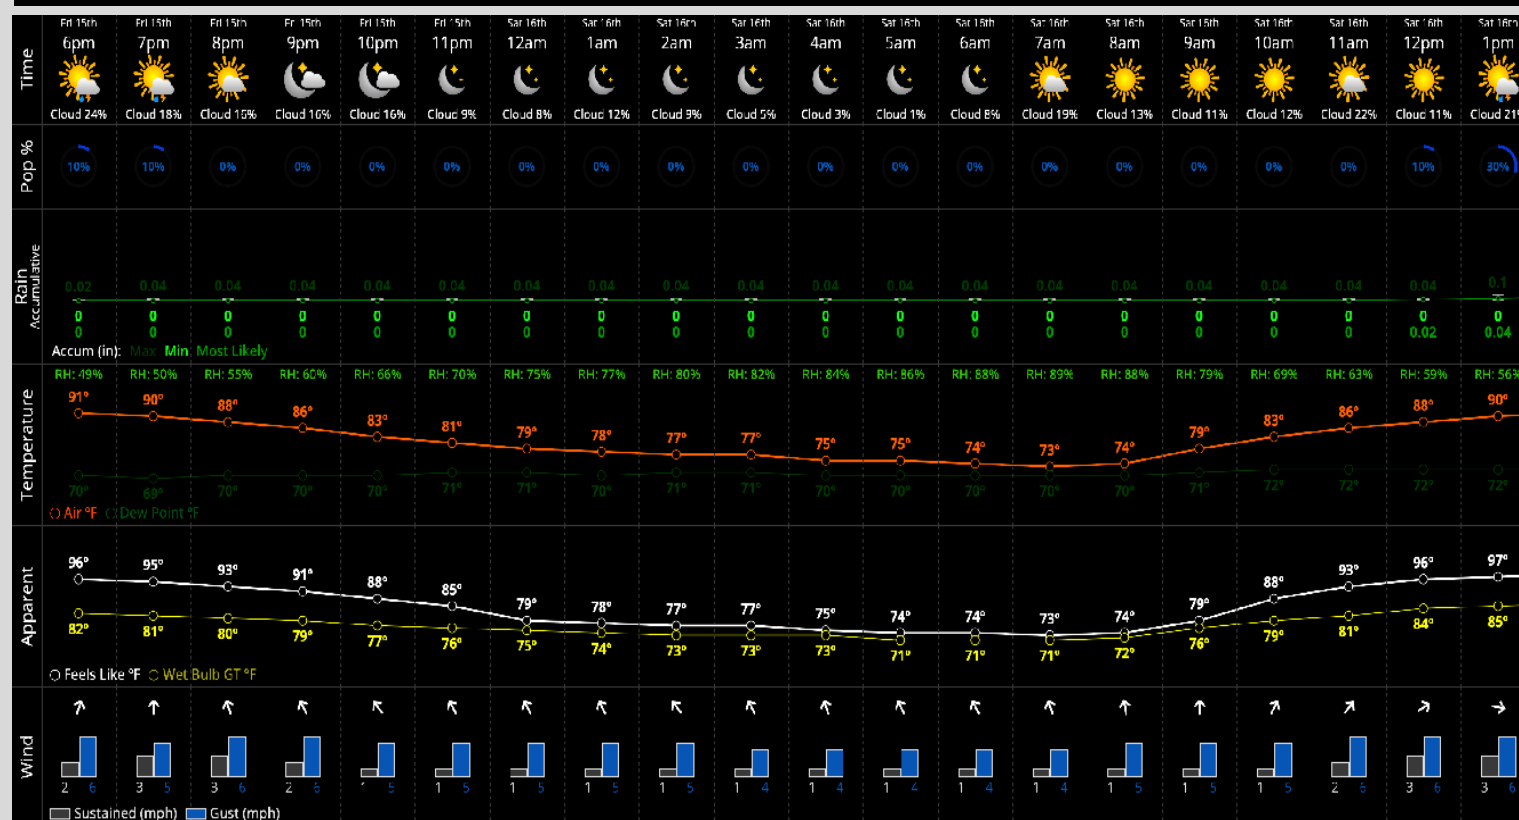 Fri 15th Fri 15th Fri 15th Fri 15th Fri 15th Fri 15th Sat 16th Sat 16th Sat 16th Sat 16th Sat 16th Sat 16th Sat 16th Sat 16th Sat 16th Sat 16th Sat 16th Sat 16th Sat 16th Sat 16th
6pm 7pm 8pm 9pm 10pm 11pm 12am 1am 2am 3am 4am 5am 6am 7am 8am 9am 10am 11am 12pm 1pm
Time
Cloud 24% Cloud 18% Cloud 16% Cloud 16% Cloud 16% Cloud 9% Cloud 8% Cloud 12% Cloud 9% Cloud 5% Cloud 3% Cloud 1% Cloud 8% Cloud 19% Cloud 13% Cloud 11% Cloud 12% Cloud 22% Cloud 11% Cloud 21%
Pop %
10% 10% 0% 0% 0% 0% 0% 0% 0% 0% 0% 0% 0% 0% 0% 0% 0% 0% 10% 30%
Rain
Accumulative
0.02 0.04 0.04 0.04 0.04 0.04 0.04 0.04 0.04 0.04 0.04 0.04 0.04 0.04 0.04 0.04 0.04 0.04 0.04 0.1
0 0 0 0 0 0 0 0 0 0 0 0 0 0 0 0 0 0 0 0
0 0 0 0 0 0 0 0 0 0 0 0 0 0 0 0 0 0 0.02 0.04
Accum (in): Max Min Most Likely
Temperature
RH: 49% RH: 50% RH: 55% RH: 60% RH: 66% RH: 70% RH: 75% RH: 77% RH: 80% RH: 82% RH: 84% RH: 86% RH: 88% RH: 89% RH: 88% RH: 79% RH: 69% RH: 63% RH: 59% RH: 56%
91° 90° 88° 86° 83° 81° 79° 78° 77° 77° 75° 75° 74° 73° 74° 79° 83° 86° 88° 90°
70° 69° 70° 70° 70° 71° 71° 70° 71° 71° 70° 70° 70° 70° 70° 71° 72° 72° 72° 72°
Air °F Dew Point °F
Apparent
96° 95° 93° 91° 88° 85° 79° 78° 77° 77° 75° 74° 74° 73° 74° 79° 88° 93° 96° 97°
82° 81° 80° 79° 77° 76° 75° 74° 73° 73° 73° 71° 71° 71° 72° 76° 79° 81° 84° 85°
Feels Like °F Wet Bulb GT °F
Wind
2 6 3 5 3 6 2 6 1 5 1 5 1 5 1 5 1 5 1 4 1 4 1 4 1 4 1 4 1 5 1 5 1 5 2 6 3 6 3 6
Sustained (mph) Gust (mph)